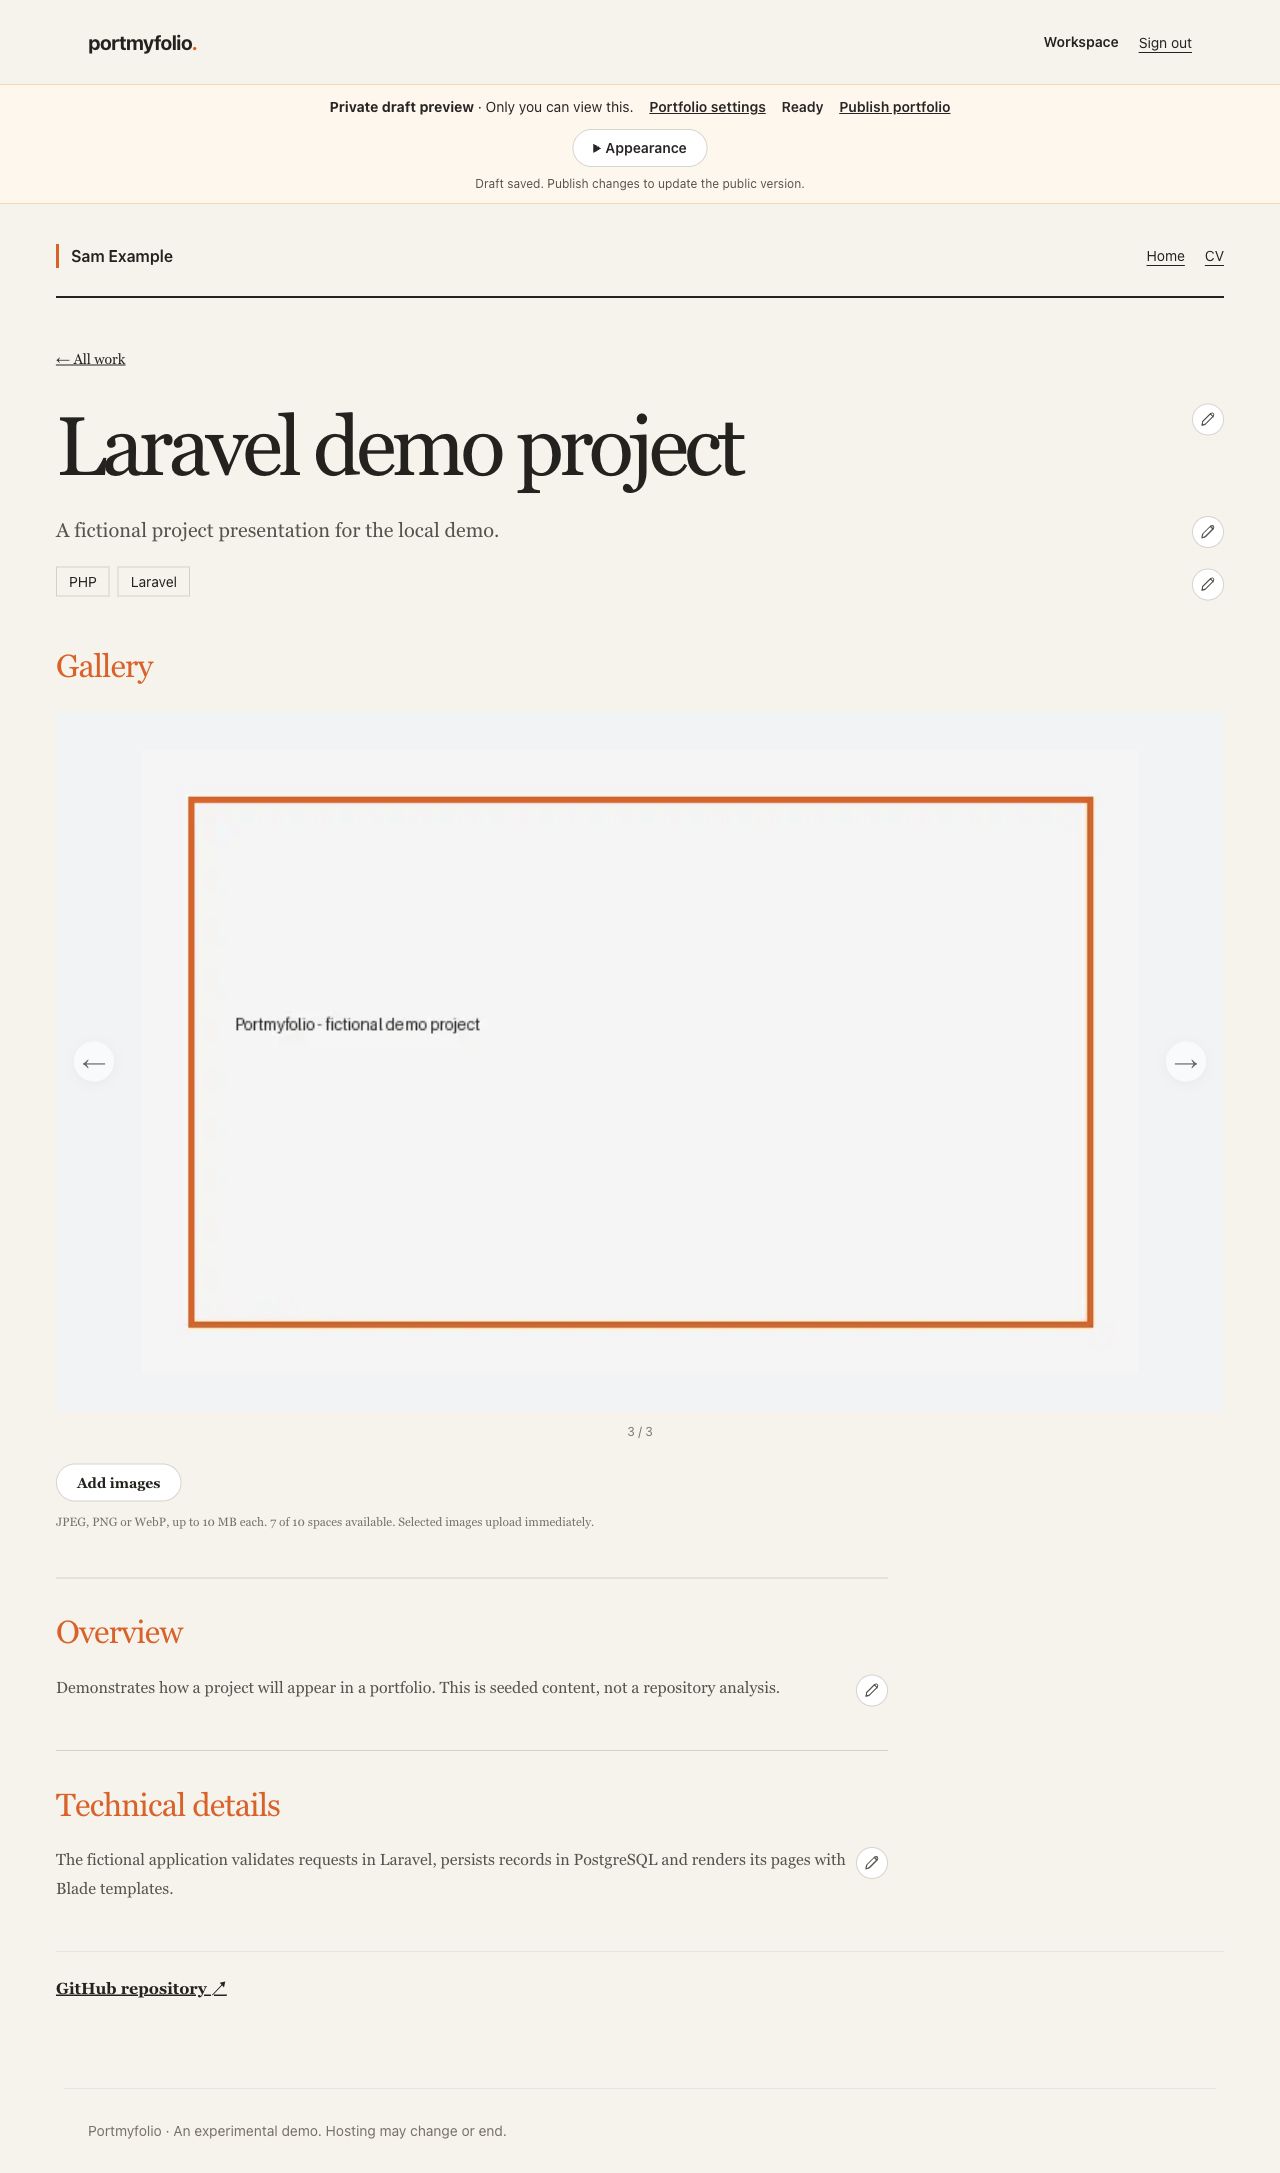 portmyfolio.
Workspace Sign out
Private draft preview · Only you can view this. Portfolio settings Ready Publish portfolio
▶ Appearance
Draft saved. Publish changes to update the public version.
Sam Example
Home CV
← All work
Laravel demo project
A fictional project presentation for the local demo.
PHP Laravel
Gallery
Portmyfolio - fictional demo project
← →
3 / 3
Add images
JPEG, PNG or WebP, up to 10 MB each. 7 of 10 spaces available. Selected images upload immediately.
Overview
Demonstrates how a project will appear in a portfolio. This is seeded content, not a repository analysis.
Technical details
The fictional application validates requests in Laravel, persists records in PostgreSQL and renders its pages with
Blade templates.
GitHub repository ↗
Portmyfolio · An experimental demo. Hosting may change or end.